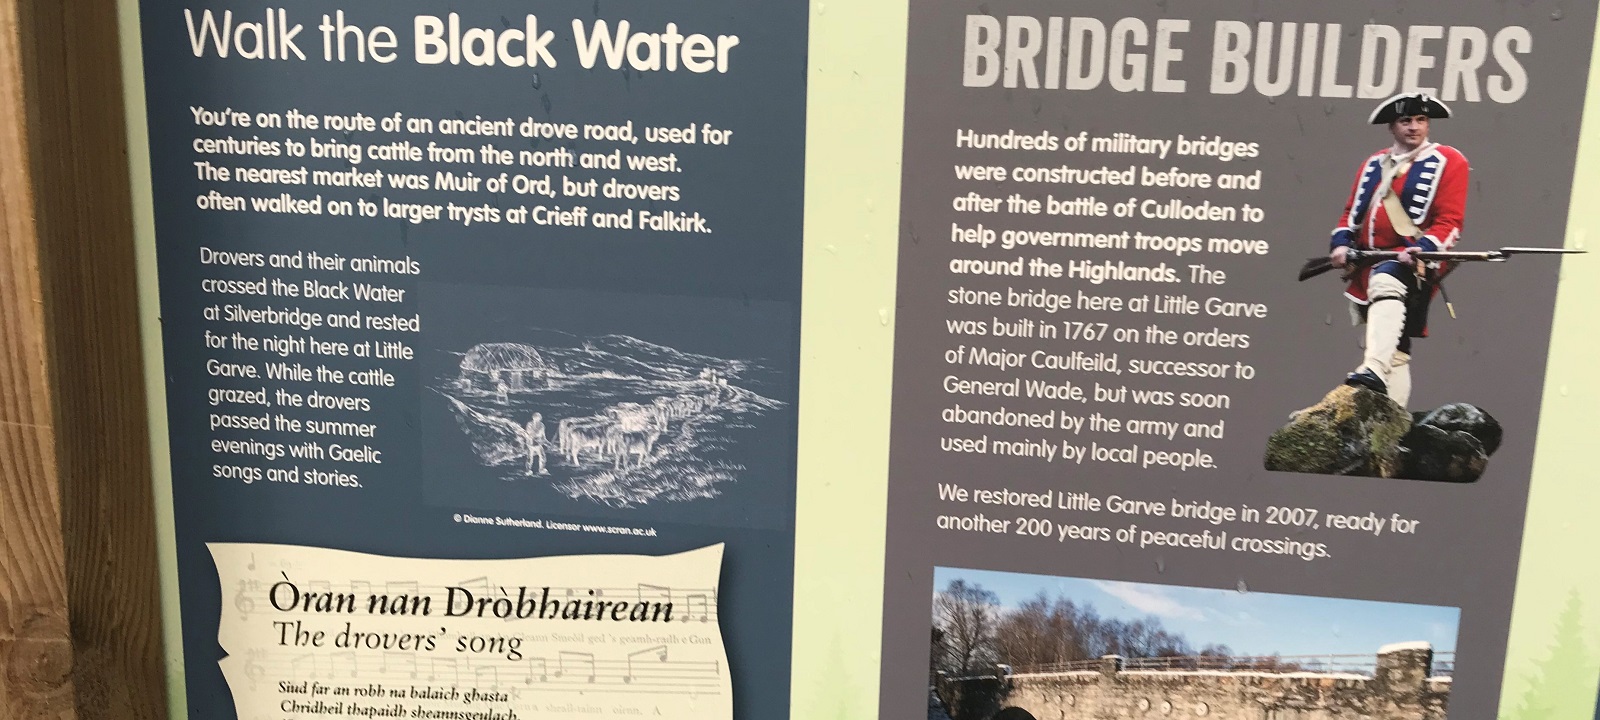 Walk the Black Water
You're on the route of an ancient drove road, used for
centuries to bring cattle from the north and west.
The nearest market was Muir of Ord, but drovers
often walked on to larger trysts at Crieff and Falkirk.
Drovers and their animals
crossed the Black Water
at Silverbridge and rested
for the night here at Little
Garve. While the cattle
grazed, the drovers
passed the summer
evenings with Gaelic
songs and stories.
© Dianne Sutherland. Licensor www.scran.ac.uk
Òran nan Dròbhairean
The drovers' song
Siud far an robh na balaich ghasta
Chridheil thapaidh sheannsgeulach,
BRIDGE BUILDERS
Hundreds of military bridges
were constructed before and
after the battle of Culloden to
help government troops move
around the Highlands. The
stone bridge here at Little Garve
was built in 1767 on the orders
of Major Caulfeild, successor to
General Wade, but was soon
abandoned by the army and
used mainly by local people.
We restored Little Garve bridge in 2007, ready for
another 200 years of peaceful crossings.